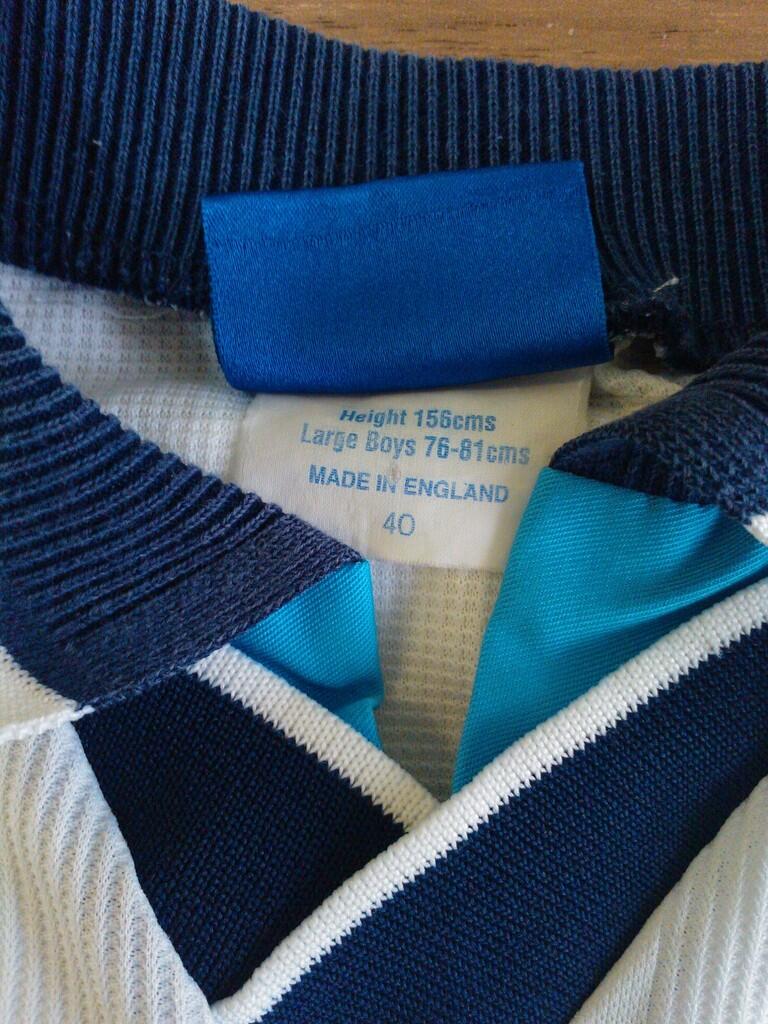 Height 156cms
Large Boys 76-81cms
MADE IN ENGLAND
40